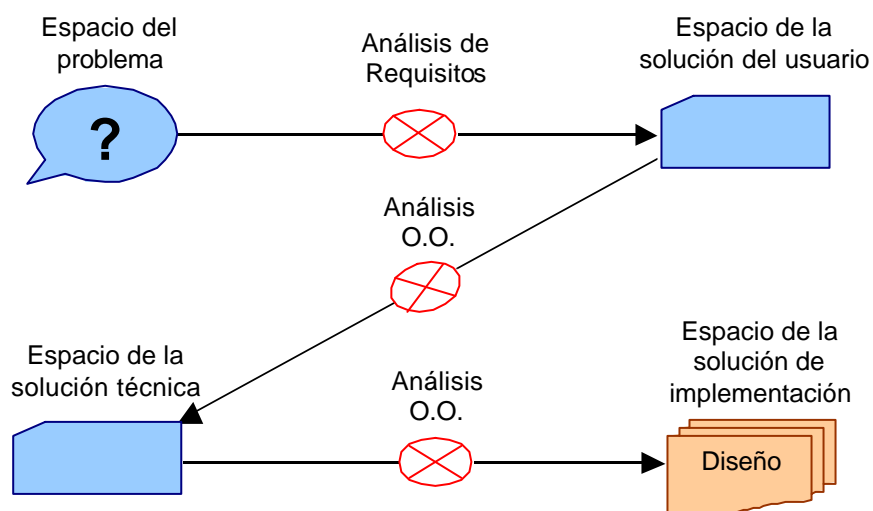 Espacio del
problema
Análisis de
Requisitos
Espacio de la
solución del usuario
?
Análisis
O.O.
Espacio de la
solución técnica
Análisis
O.O.
Espacio de la
solución de
implementación
Diseño